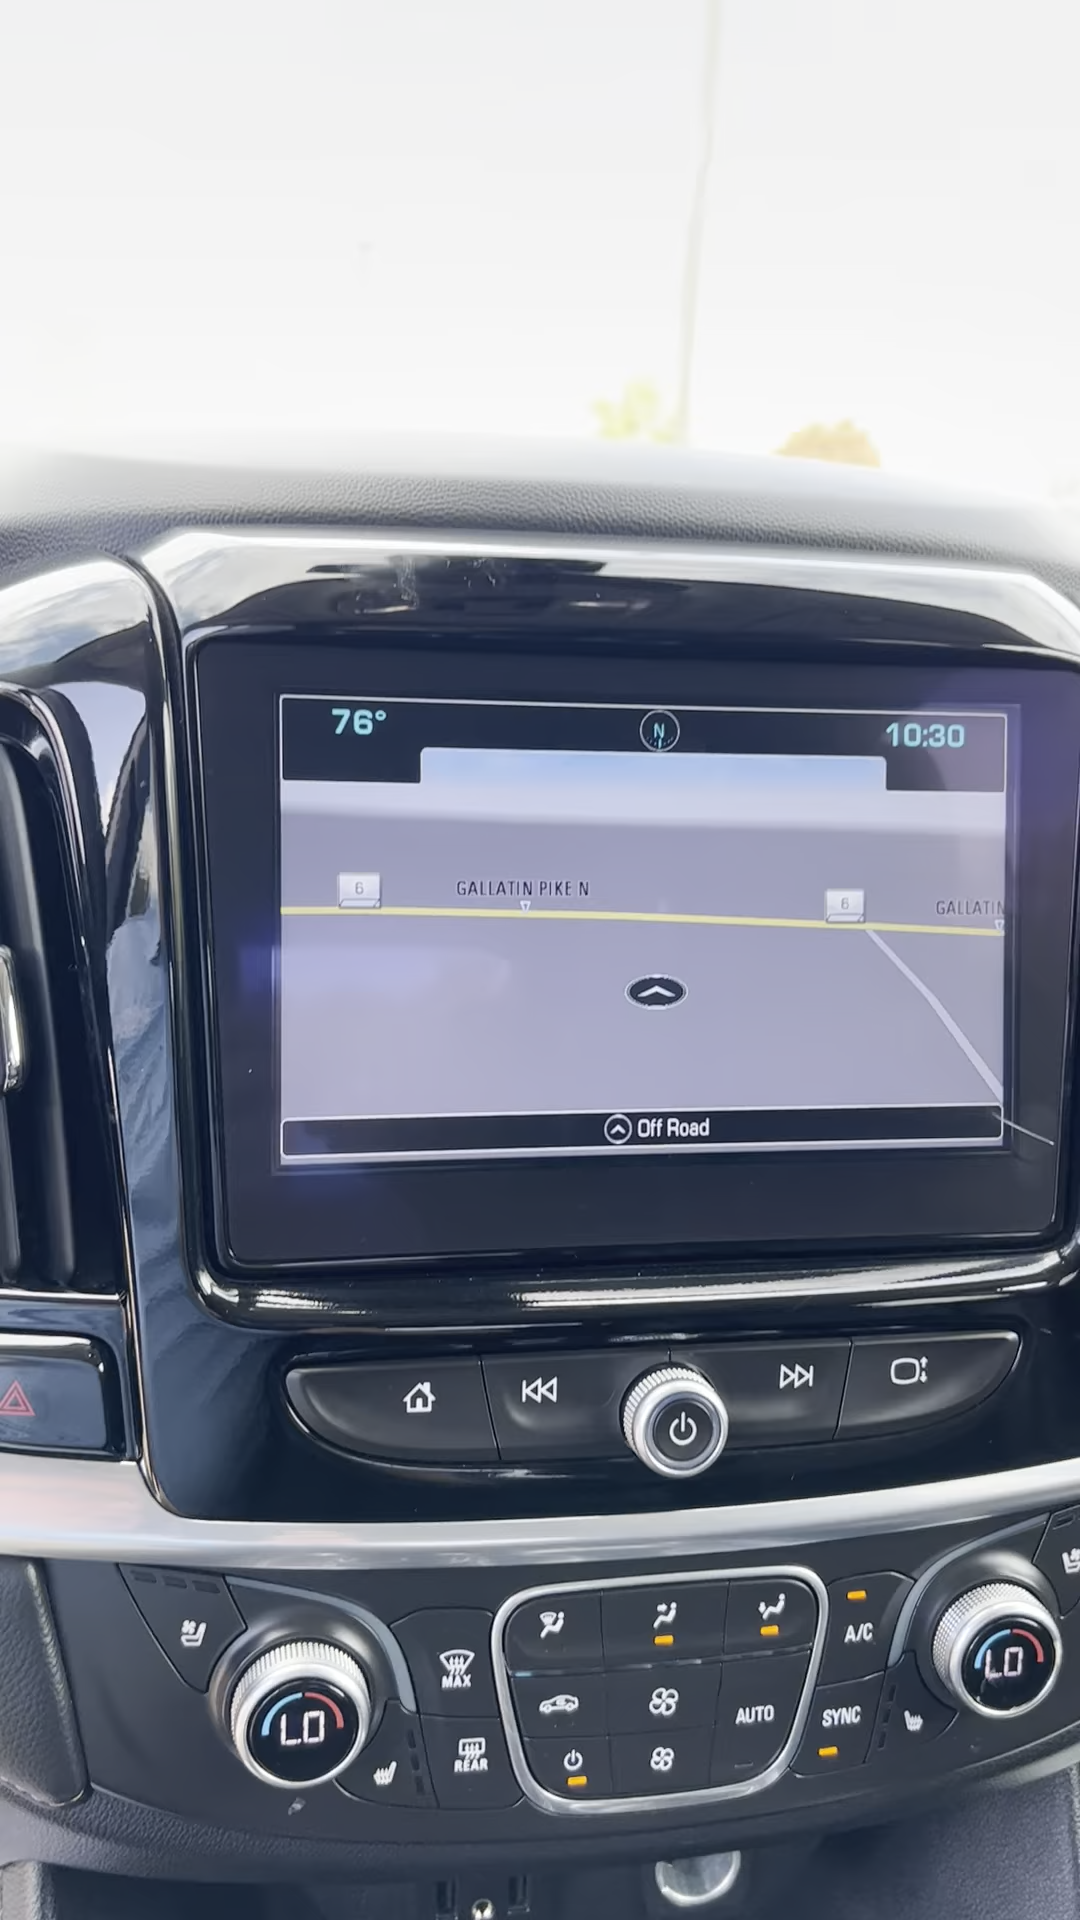 76° N 10:30
6 GALLATIN PIKE N 6 GALLATIN
Off Road
MAX
A/C
LO
LO
REAR
AUTO
SYNC